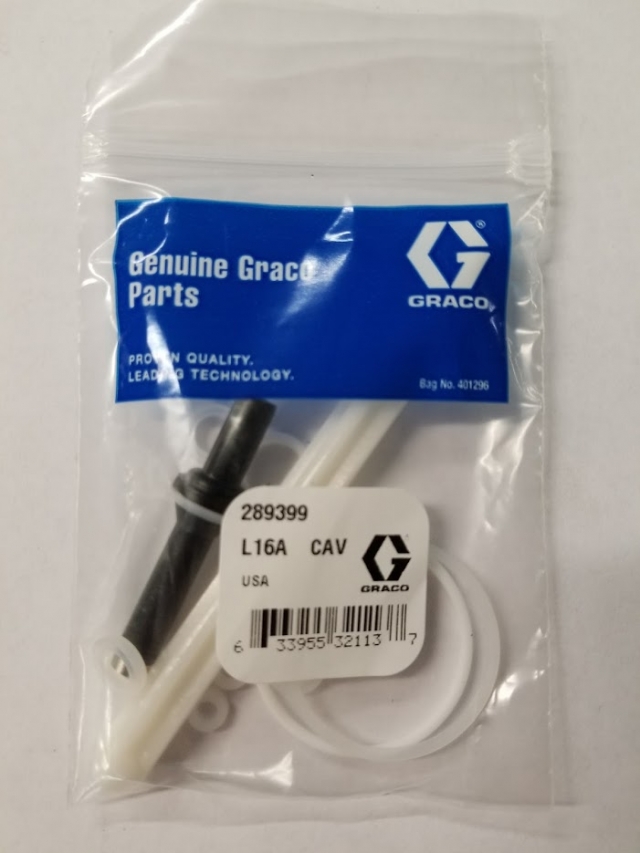 Genuine Graco
Parts
GRACO
PROVEN QUALITY.
LEADING TECHNOLOGY.
Bag No. 401296
289399
L16A CAV
USA
GRACO
6 33955 32113 7